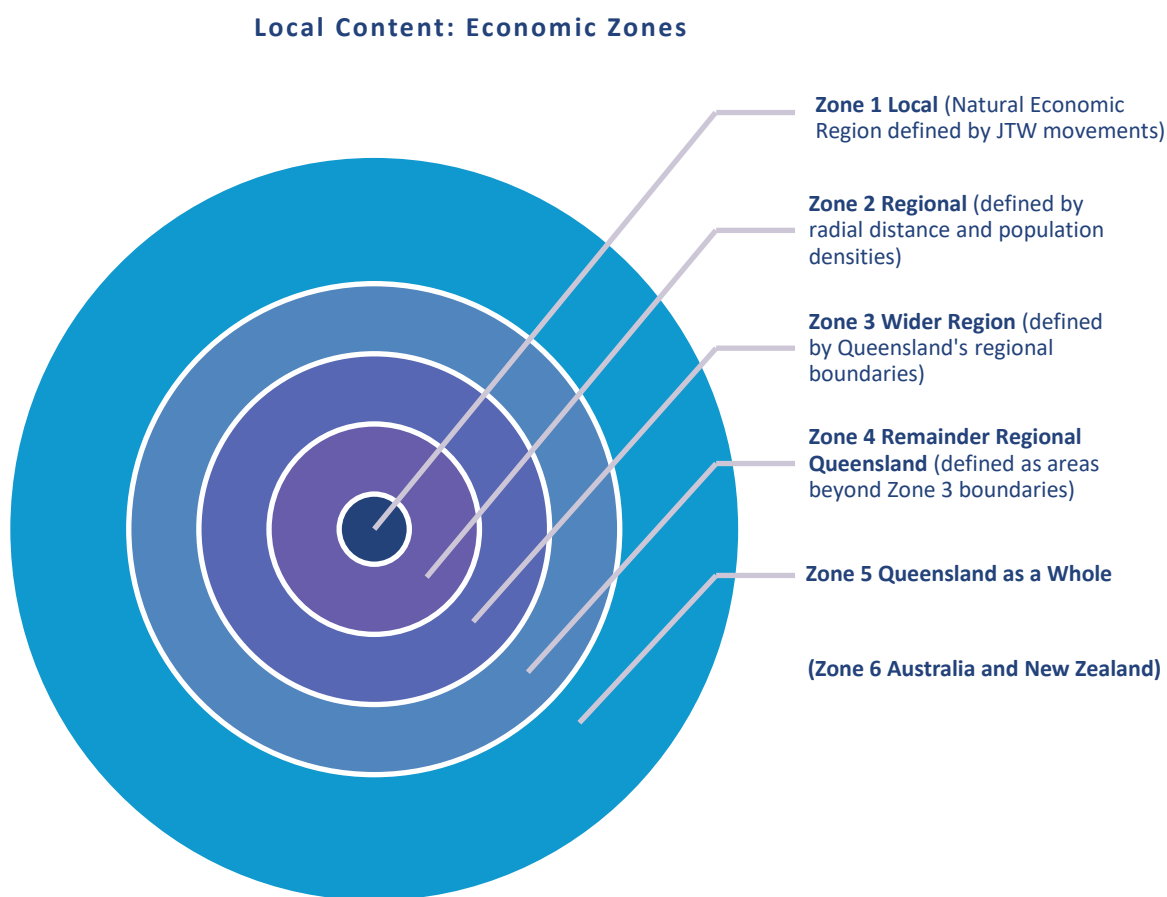 Local Content: Economic Zones
Zone 1 Local (Natural Economic
Region defined by JTW movements)
Zone 2 Regional (defined by
radial distance and population
densities)
Zone 3 Wider Region (defined
by Queensland's regional
boundaries)
Zone 4 Remainder Regional
Queensland (defined as areas
beyond Zone 3 boundaries)
Zone 5 Queensland as a Whole
(Zone 6 Australia and New Zealand)